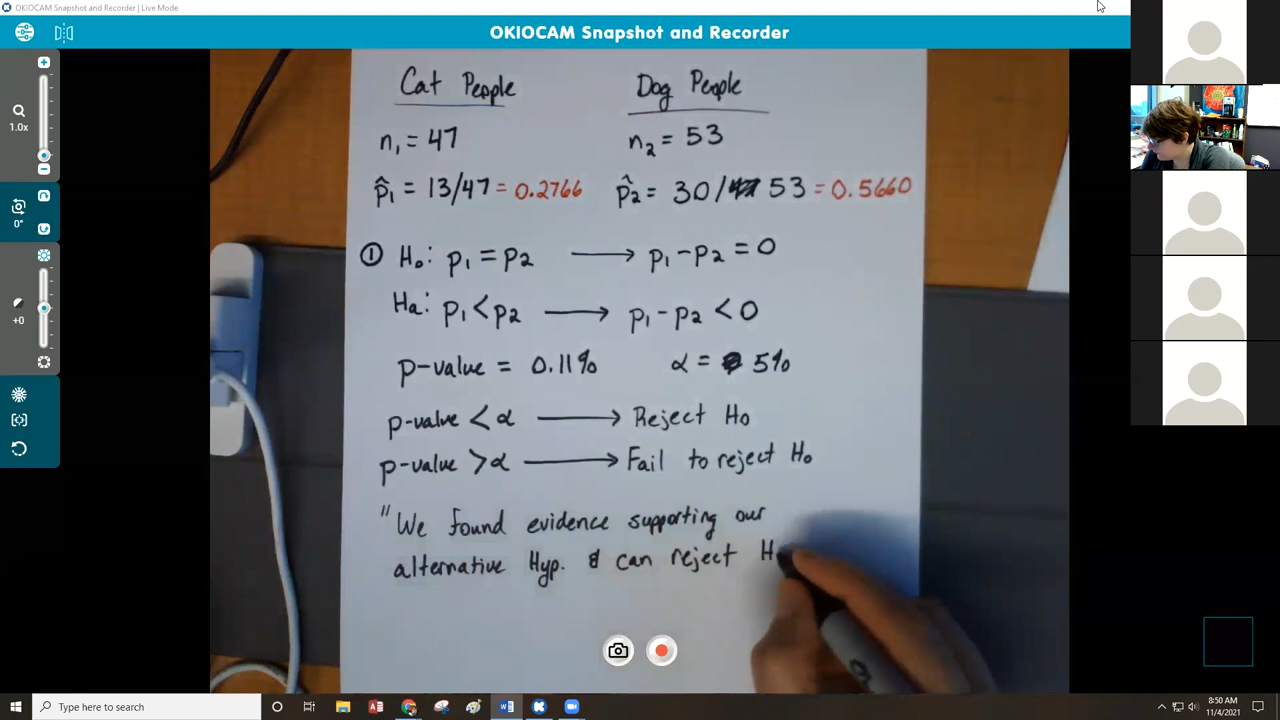 OKIOCAM Snapshot and Recorder | Live Mode
OKIOCAM Snapshot and Recorder
1.0x
0°
+0
Cat People
Dog People
n₁ = 47
n₂ = 53
p̂₁ = 13/47 = 0.2766
p̂₂ = 30/47 53 = 0.5660
① H₀: p₁ = p₂ → p₁ - p₂ = 0
Ha: p₁ < p₂ → p₁ - p₂ < 0
p-value = 0.11% α = 5%
p-value < α → Reject H₀
p-value > α → Fail to reject H₀
"We found evidence supporting our
alternative Hyp. & can reject H
Type here to search
8:50 AM
11/4/2021